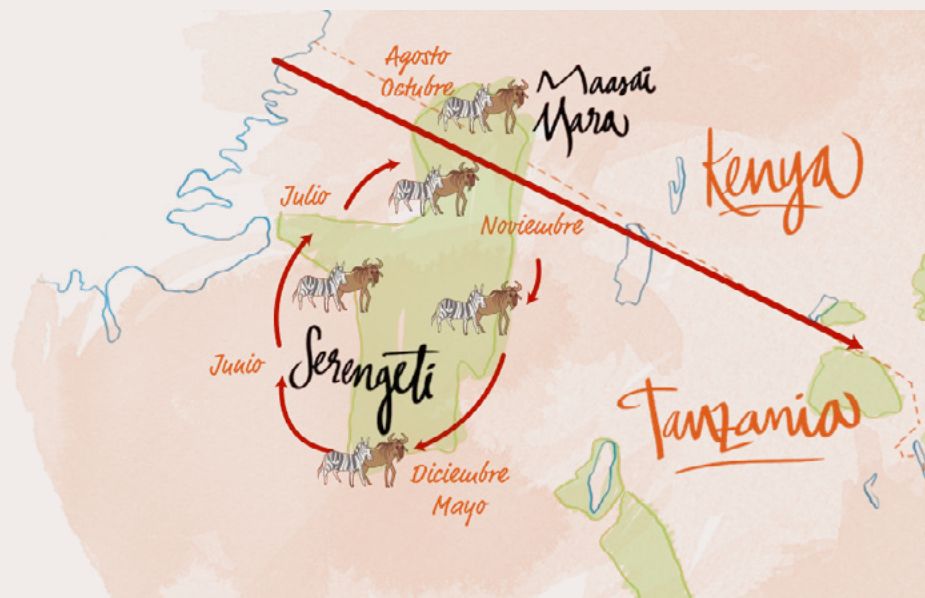 Agosto
Octubre
Maasai
Mara
Kenya
Julio
Noviembre
Junio
Serengeti
Tanzania
Diciembre
Mayo